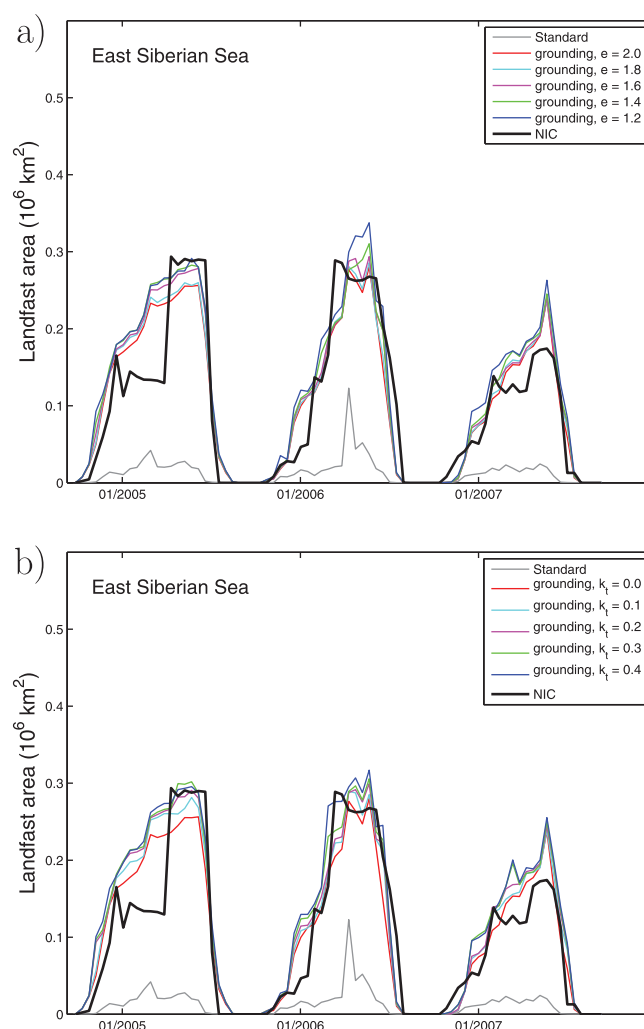 a)
East Siberian Sea
Standard
grounding, e = 2.0
grounding, e = 1.8
grounding, e = 1.6
grounding, e = 1.4
grounding, e = 1.2
NIC
Landfast area (10⁶ km²)
0.5
0.4
0.3
0.2
0.1
0
01/2005 01/2006 01/2007
b)
East Siberian Sea
Standard
grounding, kₜ = 0.0
grounding, kₜ = 0.1
grounding, kₜ = 0.2
grounding, kₜ = 0.3
grounding, kₜ = 0.4
NIC
Landfast area (10⁶ km²)
0.5
0.4
0.3
0.2
0.1
0
01/2005 01/2006 01/2007